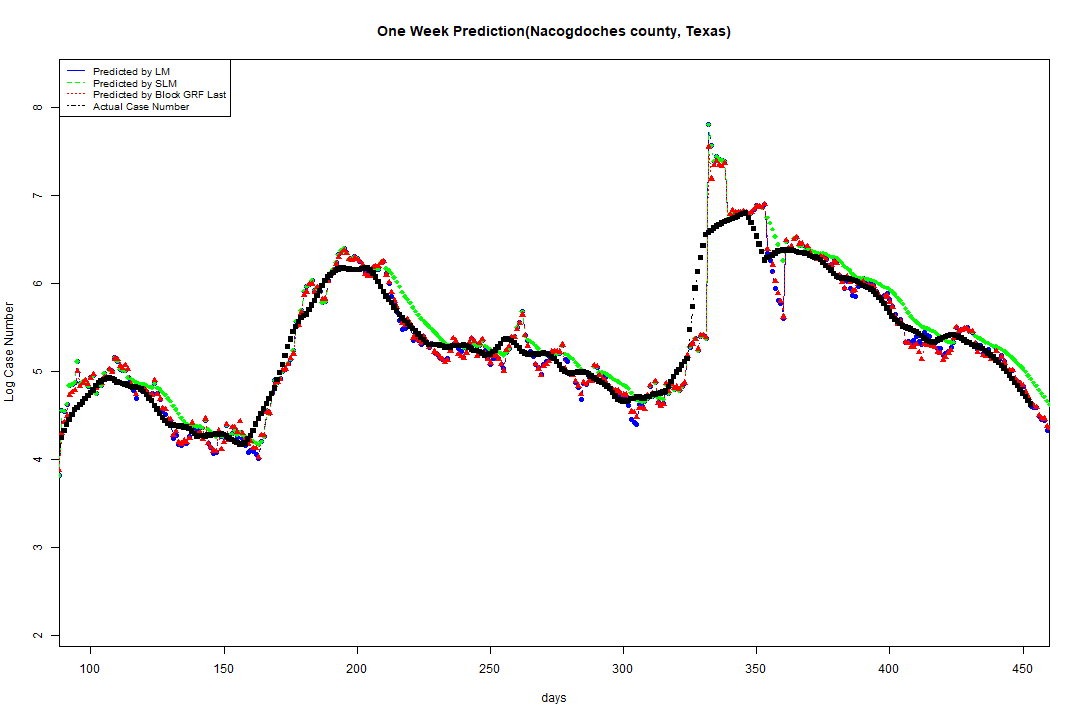 One Week Prediction(Nacogdoches county, Texas)
Predicted by LM
Predicted by SLM
Predicted by Block GRF Last
Actual Case Number
8
7
6
5
4
3
2
Log Case Number
100 150 200 250 300 350 400 450
days